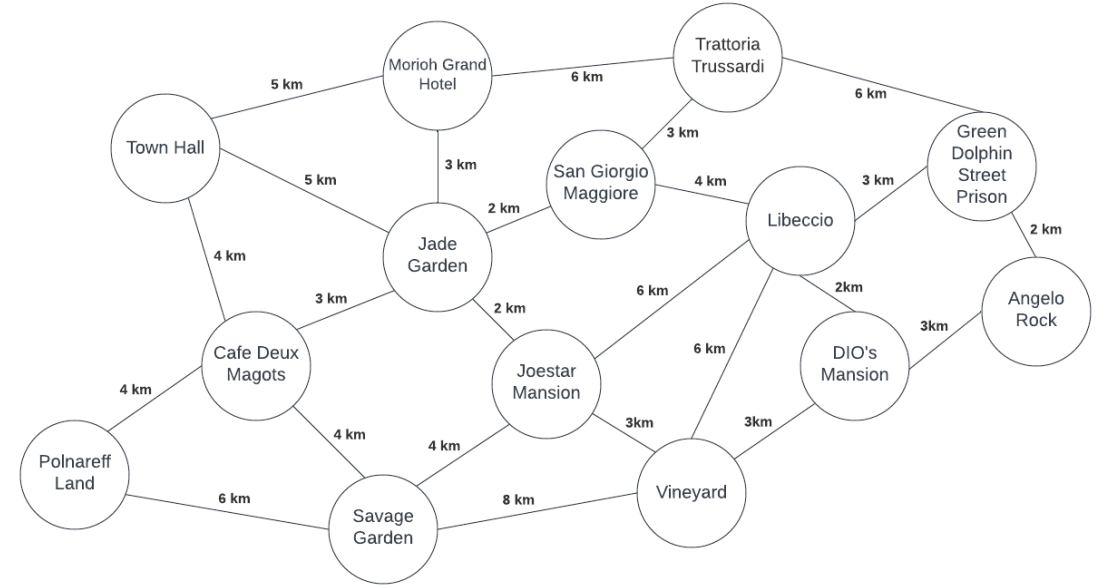 Trattoria
Trussardi
Morioh Grand
Hotel
5 km
6 km
6 km
Town Hall
3 km
Green
Dolphin
Street
Prison
3 km
San Giorgio
Maggiore
5 km
4 km
3 km
2 km
Libeccio
2 km
4 km
Jade
Garden
2km
6 km
3 km
2 km
Angelo
Rock
3km
Cafe Deux
Magots
6 km
DIO's
Mansion
Joestar
Mansion
4 km
3km
3km
4 km
4 km
Polnareff
Land
6 km
8 km
Vineyard
Savage
Garden